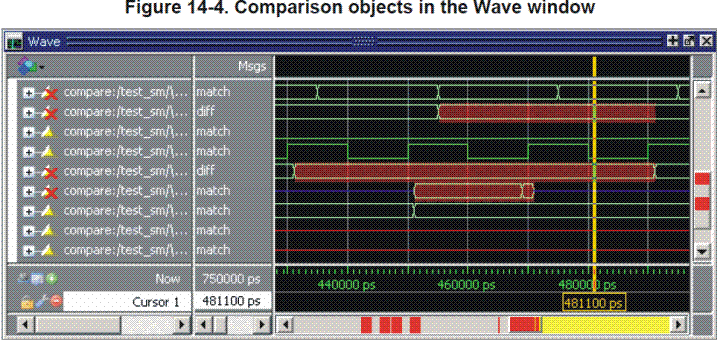 Figure 14-4. Comparison objects in the Wave window
Wave
Msgs
compare:/test_sm/\... match
compare:/test_sm/\... diff
compare:/test_sm/\... match
compare:/test_sm/\... match
compare:/test_sm/\... diff
compare:/test_sm/\... match
compare:/test_sm/\... match
compare:/test_sm/\... match
compare:/test_sm/\... match
Now 750000 ps 440000 ps 460000 ps 480000 ps
Cursor 1 481100 ps 481100 ps